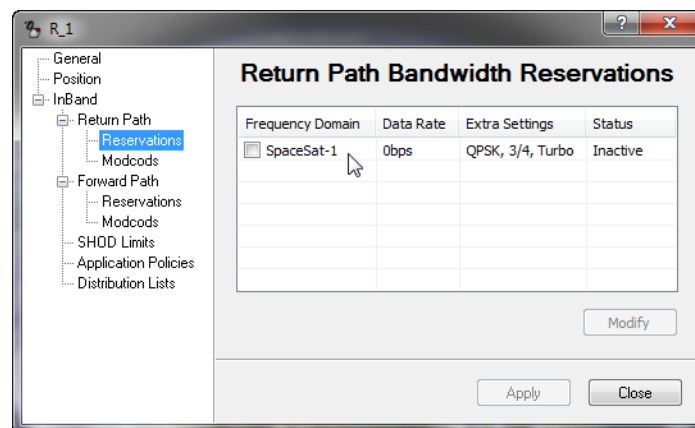 R_1
General
Position
InBand
Return Path
Reservations
Modcods
Forward Path
Reservations
Modcods
SHOD Limits
Application Policies
Distribution Lists
Return Path Bandwidth Reservations
Frequency Domain Data Rate Extra Settings Status
SpaceSat-1 0bps QPSK, 3/4, Turbo Inactive
Modify
Apply Close